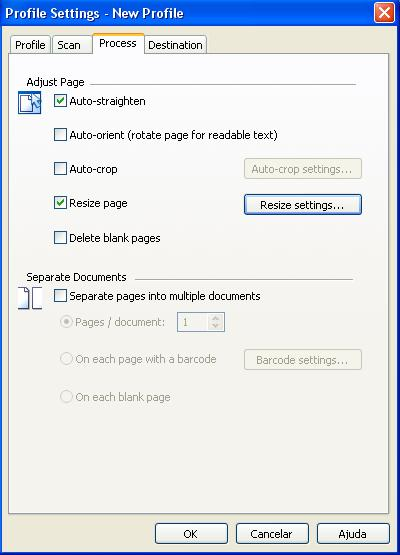 Profile Settings - New Profile
Profile Scan Process Destination
Adjust Page
Auto-straighten
Auto-orient (rotate page for readable text)
Auto-crop Auto-crop settings...
Resize page Resize settings...
Delete blank pages
Separate Documents
Separate pages into multiple documents
Pages / document: 1
On each page with a barcode Barcode settings...
On each blank page
OK Cancelar Ajuda